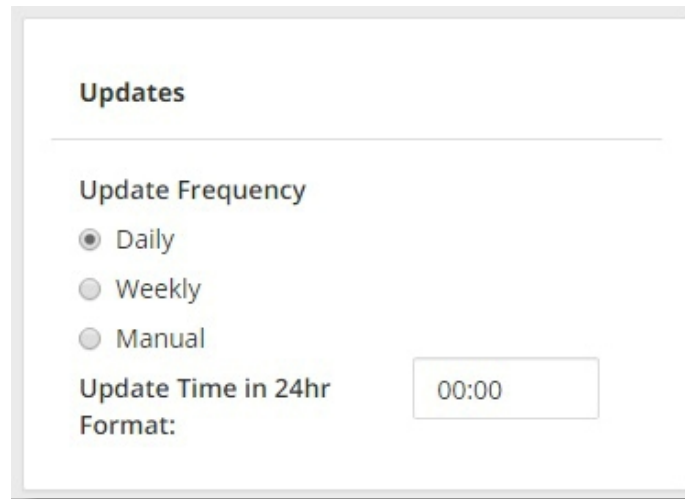 Updates
Update Frequency
Daily
Weekly
Manual
Update Time in 24hr
Format:
00:00